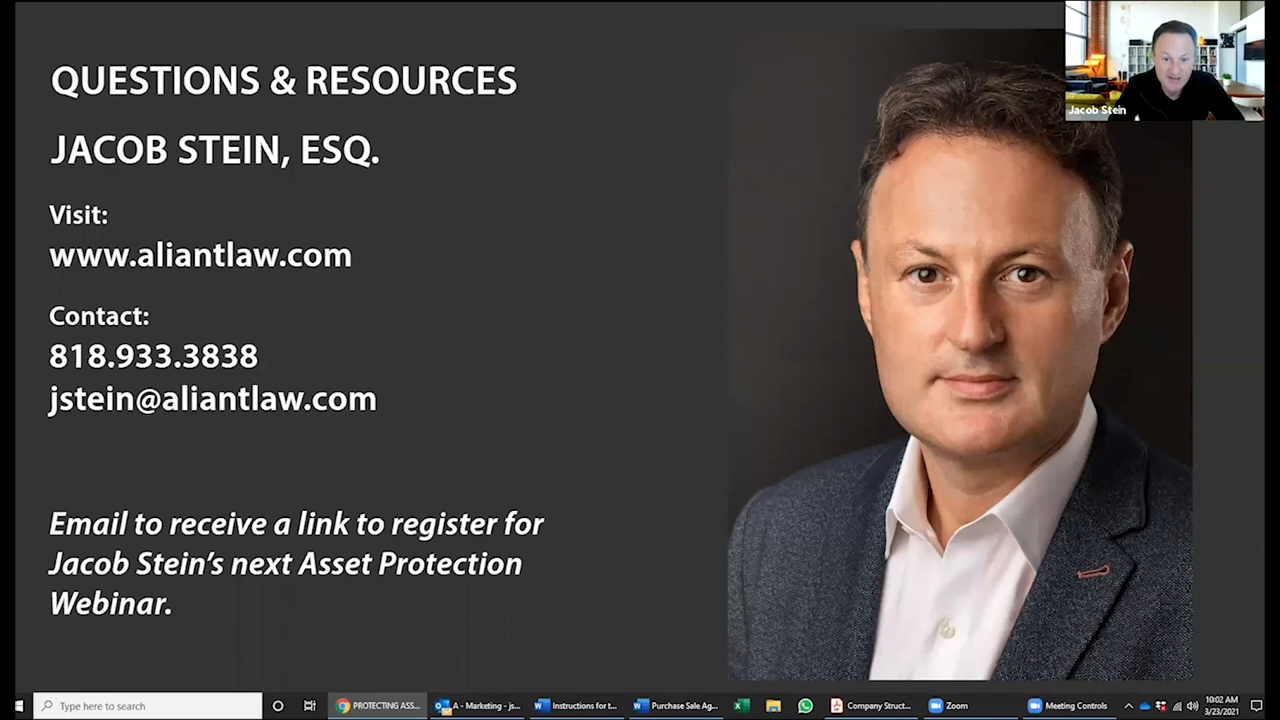 QUESTIONS & RESOURCES
JACOB STEIN, ESQ.
Visit:
www.aliantlaw.com
Contact:
818.933.3838
jstein@aliantlaw.com
Email to receive a link to register for
Jacob Stein's next Asset Protection
Webinar.
Jacob Stein
Type here to search
PROTECTING ASS...
A - Marketing - js...
Instructions for t...
Purchase Sale Ag...
Company Struct...
Zoom
Meeting Controls
10:02 AM
3/23/2021